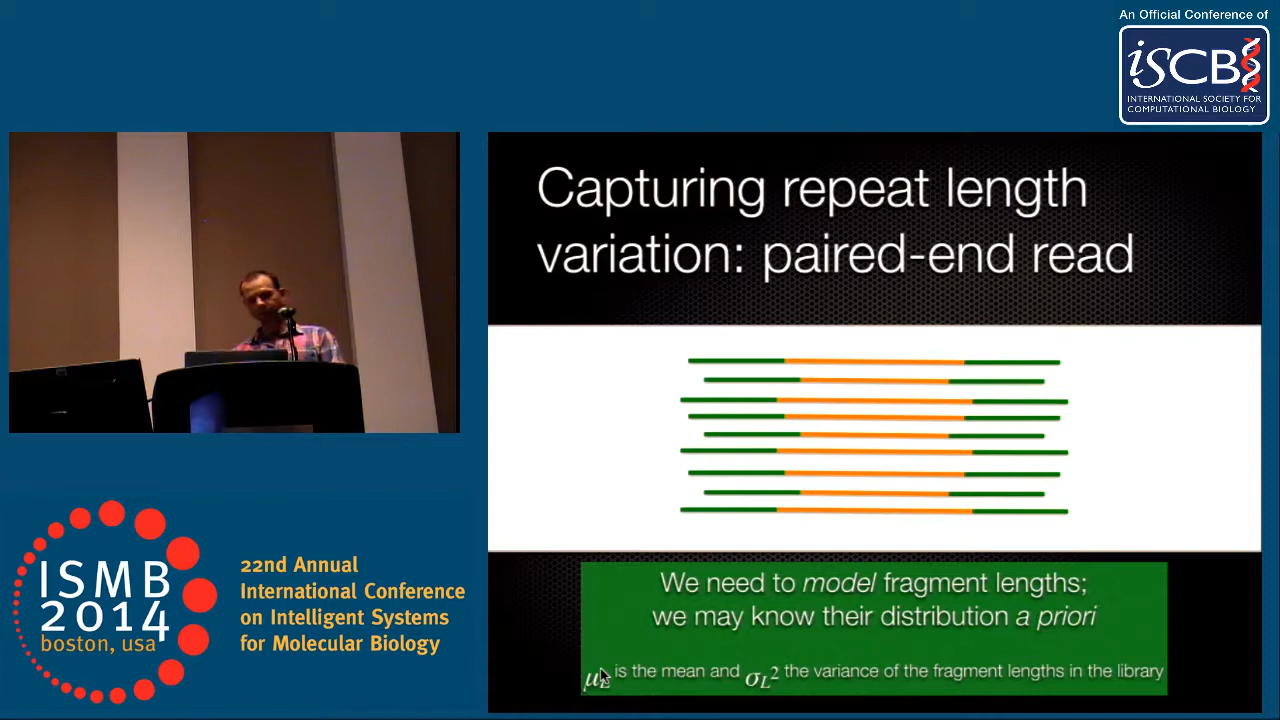 An Official Conference of
iSCB
INTERNATIONAL SOCIETY FOR
COMPUTATIONAL BIOLOGY
Capturing repeat length
variation: paired-end read
We need to model fragment lengths;
we may know their distribution a priori
μL is the mean and σL² the variance of the fragment lengths in the library
ISMB
2014
boston, usa
22nd Annual
International Conference
on Intelligent Systems
for Molecular Biology